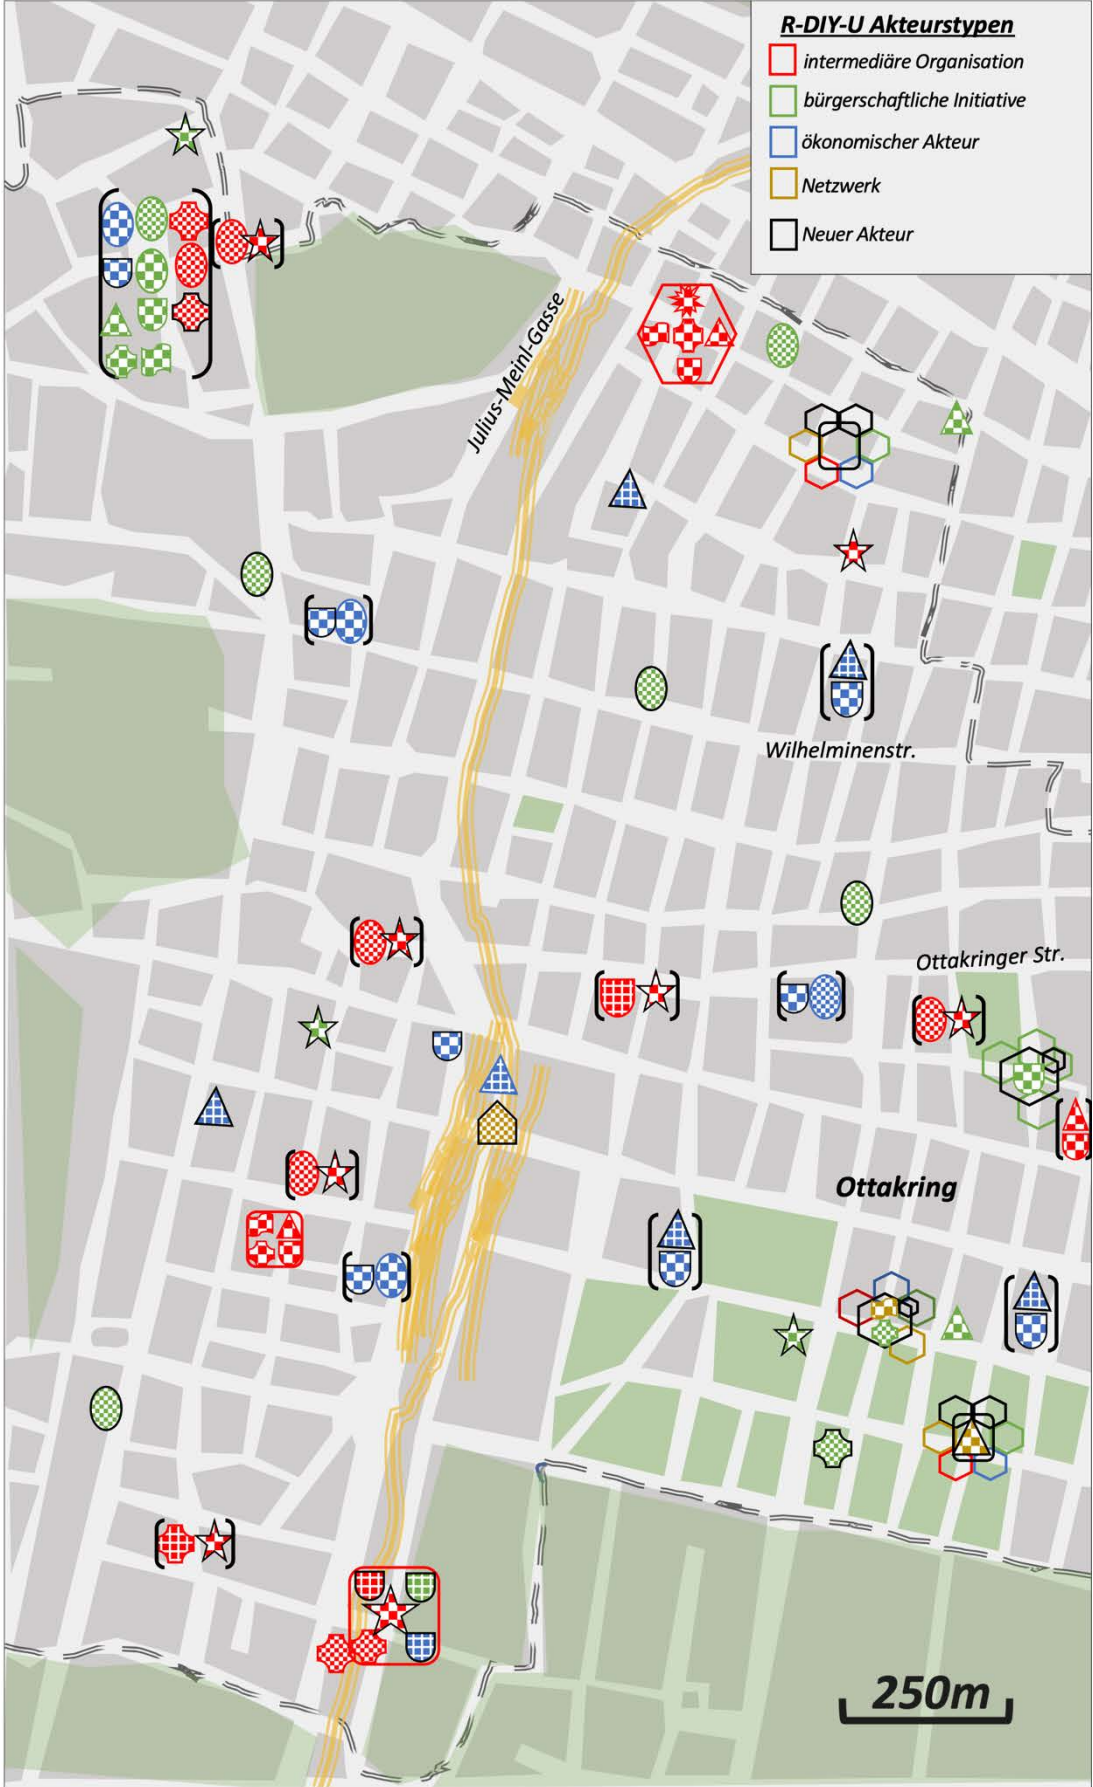 R-DIY-U Akteurstypen
intermediäre Organisation
bürgerschaftliche Initiative
ökonomischer Akteur
Netzwerk
Neuer Akteur
Julius-Meinl-Gasse
Wilhelminenstr.
Ottakringer Str.
Ottakring
250m